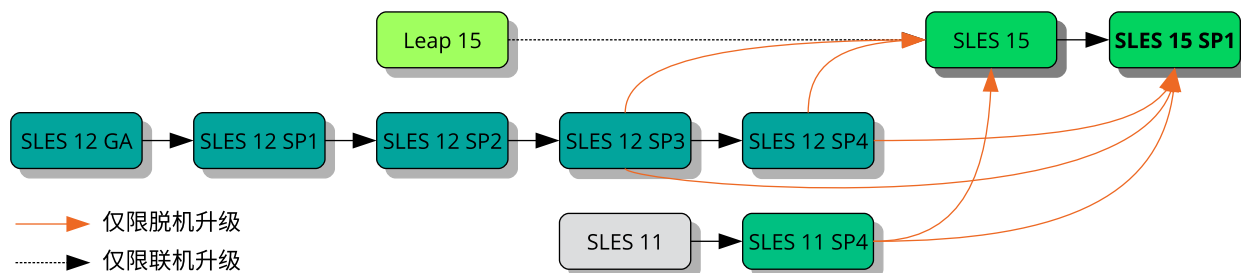 Leap 15
SLES 15
SLES 15 SP1
SLES 12 GA
SLES 12 SP1
SLES 12 SP2
SLES 12 SP3
SLES 12 SP4
SLES 11
SLES 11 SP4
仅限脱机升级
仅限联机升级